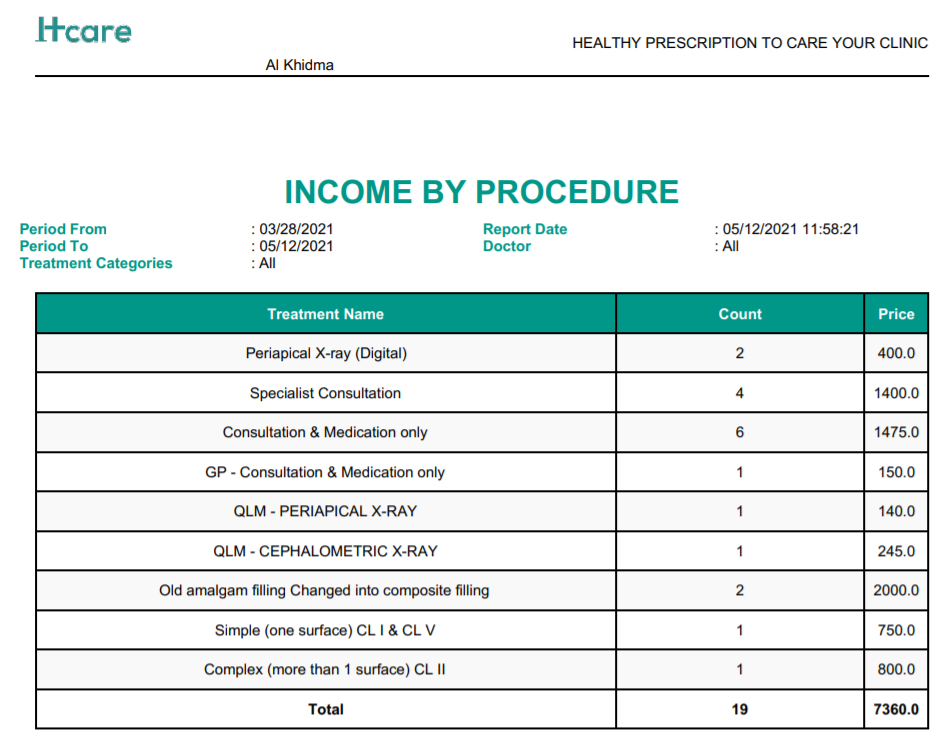 Htcare
HEALTHY PRESCRIPTION TO CARE YOUR CLINIC
Al Khidma
INCOME BY PROCEDURE
Period From : 03/28/2021 Report Date : 05/12/2021 11:58:21
Period To : 05/12/2021 Doctor : All
Treatment Categories : All
Treatment Name Count Price
Periapical X-ray (Digital) 2 400.0
Specialist Consultation 4 1400.0
Consultation & Medication only 6 1475.0
GP - Consultation & Medication only 1 150.0
QLM - PERIAPICAL X-RAY 1 140.0
QLM - CEPHALOMETRIC X-RAY 1 245.0
Old amalgam filling Changed into composite filling 2 2000.0
Simple (one surface) CL I & CL V 1 750.0
Complex (more than 1 surface) CL II 1 800.0
Total 19 7360.0